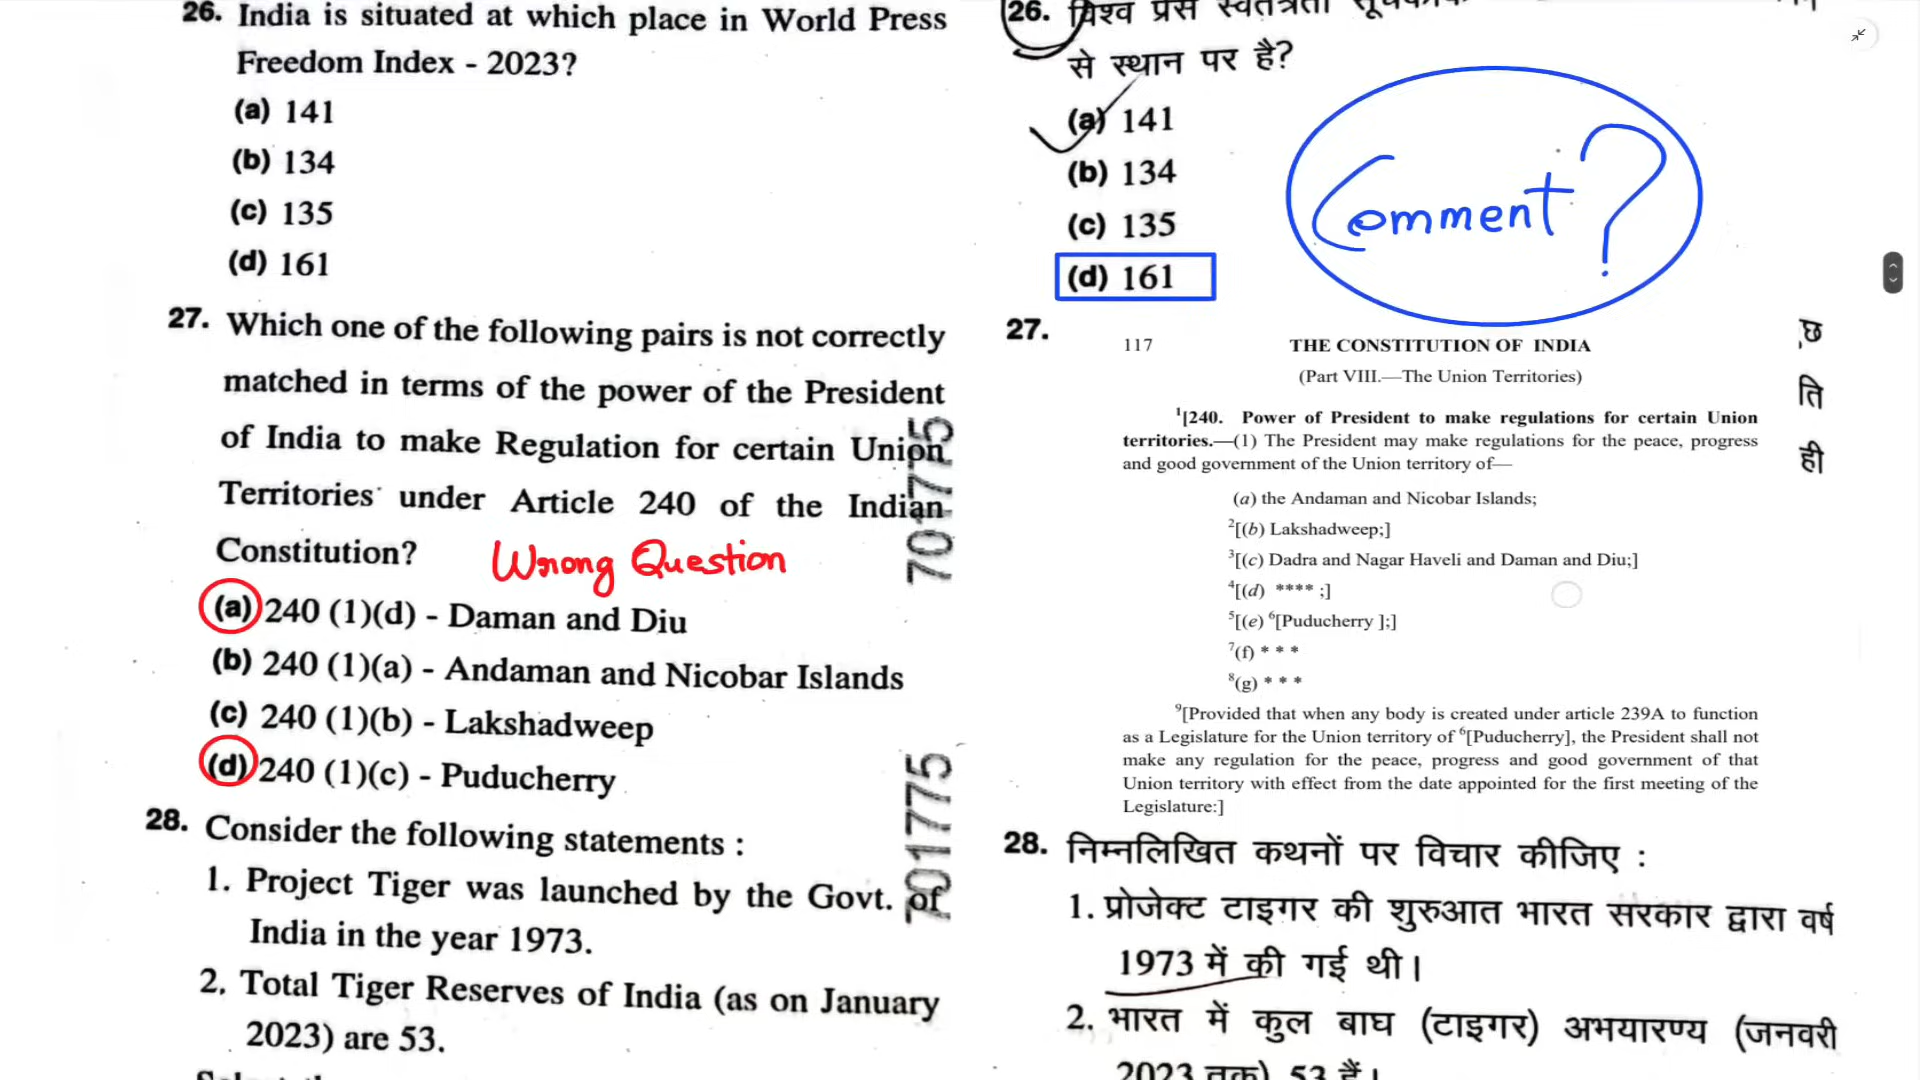 26. India is situated at which place in World Press
Freedom Index - 2023?
(a) 141
(b) 134
(c) 135
(d) 161
27. Which one of the following pairs is not correctly
matched in terms of the power of the President
of India to make Regulation for certain Union
Territories under Article 240 of the Indian
Constitution?
Wrong Question
(a) 240 (1)(d) - Daman and Diu
(b) 240 (1)(a) - Andaman and Nicobar Islands
(c) 240 (1)(b) - Lakshadweep
(d) 240 (1)(c) - Puducherry
28. Consider the following statements :
1. Project Tiger was launched by the Govt. of
India in the year 1973.
2. Total Tiger Reserves of India (as on January
2023) are 53.
701775
701775
26. विश्व प्रेस स्वतंत्रता
से स्थान पर है?
(a) 141
(b) 134
(c) 135
(d) 161
Comment ?
27.
छ
ति
ही
117 THE CONSTITUTION OF INDIA
(Part VIII.—The Union Territories)
1[240. Power of President to make regulations for certain Union
territories.—(1) The President may make regulations for the peace, progress
and good government of the Union territory of—
(a) the Andaman and Nicobar Islands;
2[(b) Lakshadweep;]
3[(c) Dadra and Nagar Haveli and Daman and Diu;]
4[(d) **** ;]
5[(e) 6[Puducherry ];]
7(f) * * *
8(g) * * *
9[Provided that when any body is created under article 239A to function
as a Legislature for the Union territory of 6[Puducherry], the President shall not
make any regulation for the peace, progress and good government of that
Union territory with effect from the date appointed for the first meeting of the
Legislature:]
28. निम्नलिखित कथनों पर विचार कीजिए :
1. प्रोजेक्ट टाइगर की शुरुआत भारत सरकार द्वारा वर्ष
1973 में की गई थी।
2. भारत में कुल बाघ (टाइगर) अभयारण्य (जनवरी
2023 तक) 53 हैं।